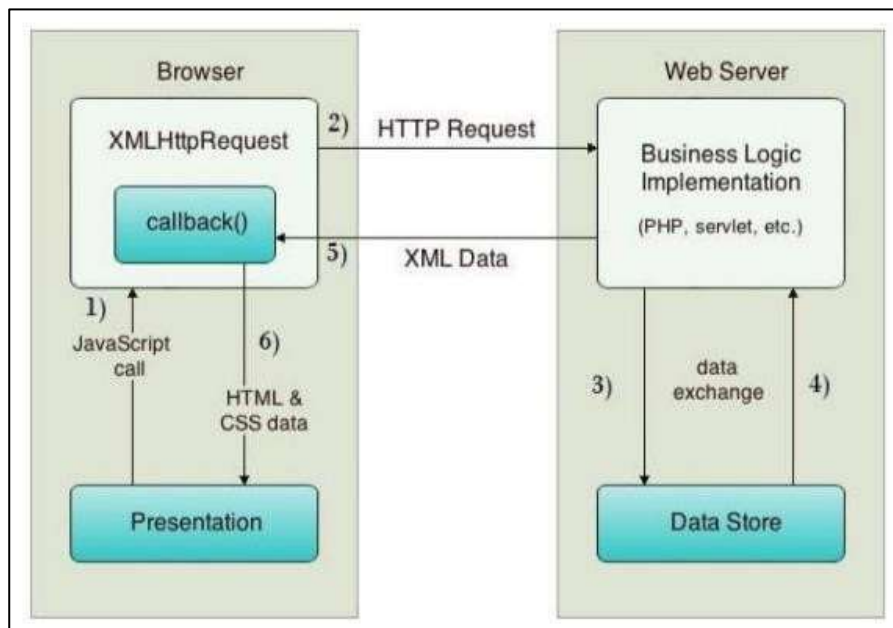 Browser
XMLHttpRequest
callback()
1)
JavaScript
call
6)
HTML &
CSS data
Presentation
2)
HTTP Request
5)
XML Data
Web Server
Business Logic
Implementation
(PHP, servlet, etc.)
3)
data
exchange
4)
Data Store